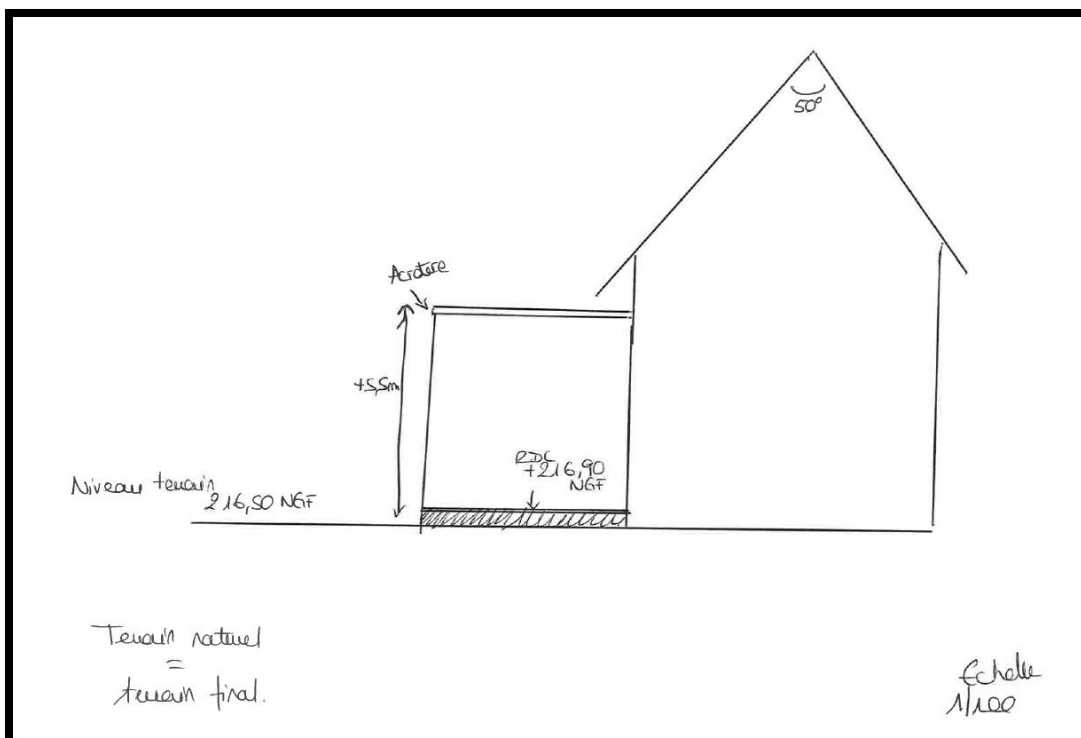 50°
Acrotère
+5,5m
RDC
+216,90
NGF
Niveau terrain
216,50 NGF
Terrain naturel
=
terrain final.
Echelle
1/100